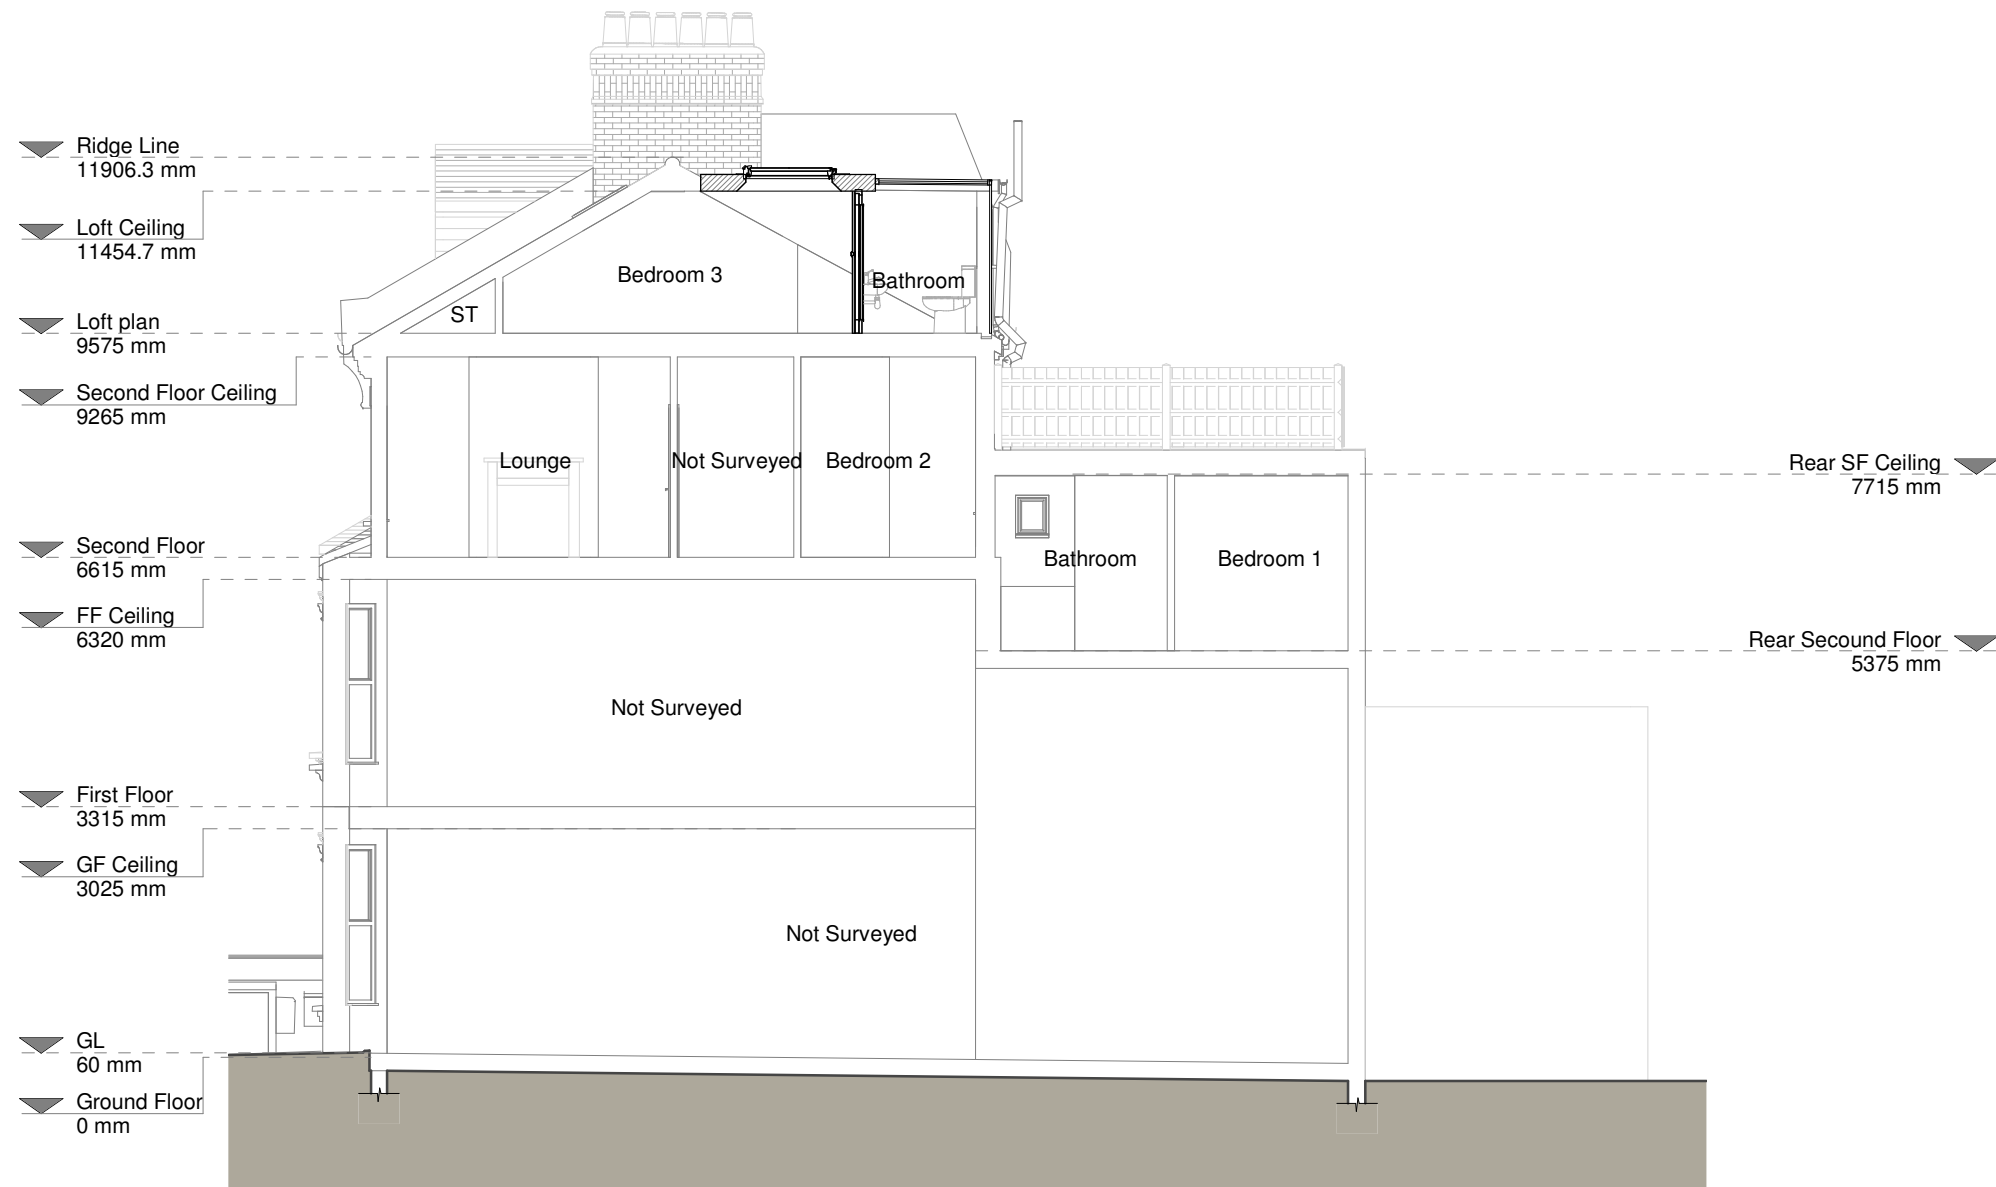 Ridge Line
11906.3 mm
Loft Ceiling
11454.7 mm
Bedroom 3
Bathroom
ST
Loft plan
9575 mm
Second Floor Ceiling
9265 mm
Lounge
Not Surveyed
Bedroom 2
Rear SF Ceiling
7715 mm
Second Floor
6615 mm
Bathroom
Bedroom 1
FF Ceiling
6320 mm
Rear Secound Floor
5375 mm
Not Surveyed
First Floor
3315 mm
GF Ceiling
3025 mm
Not Surveyed
GL
60 mm
Ground Floor
0 mm